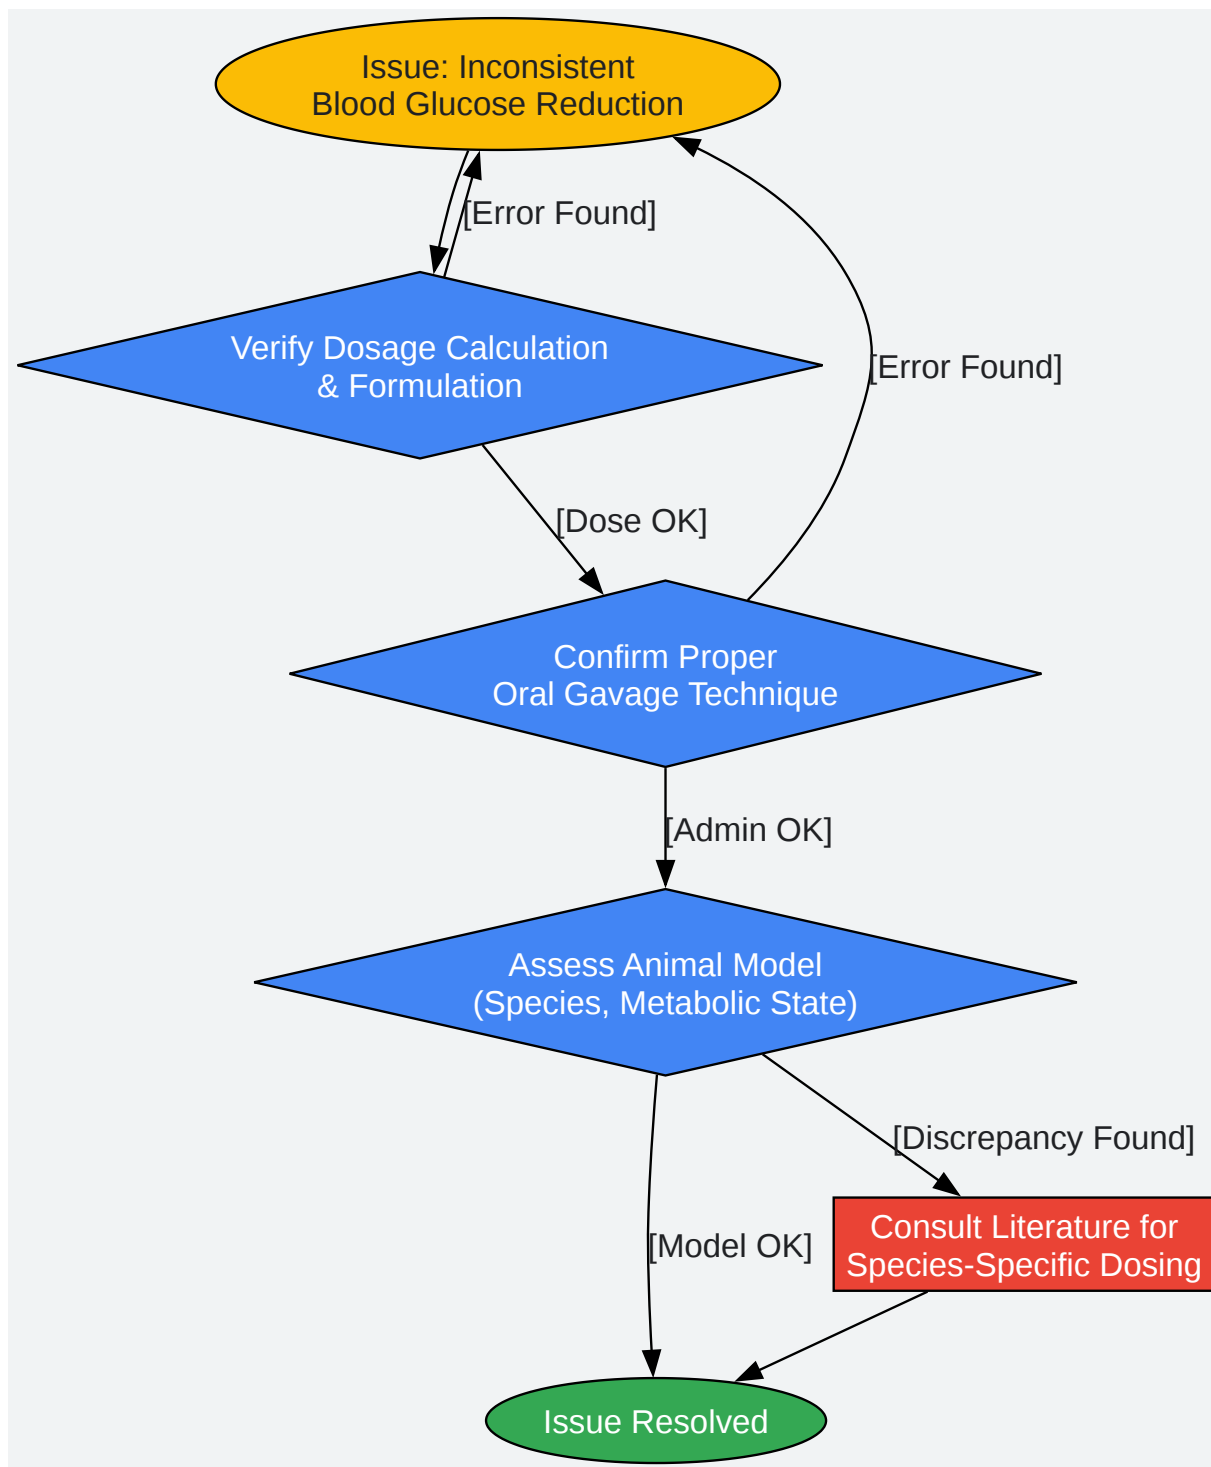 Issue: Inconsistent
Blood Glucose Reduction
[Error Found]
Verify Dosage Calculation
& Formulation
[Error Found]
[Dose OK]
Confirm Proper
Oral Gavage Technique
[Admin OK]
Assess Animal Model
(Species, Metabolic State)
[Discrepancy Found]
Consult Literature for
Species-Specific Dosing
[Model OK]
Issue Resolved